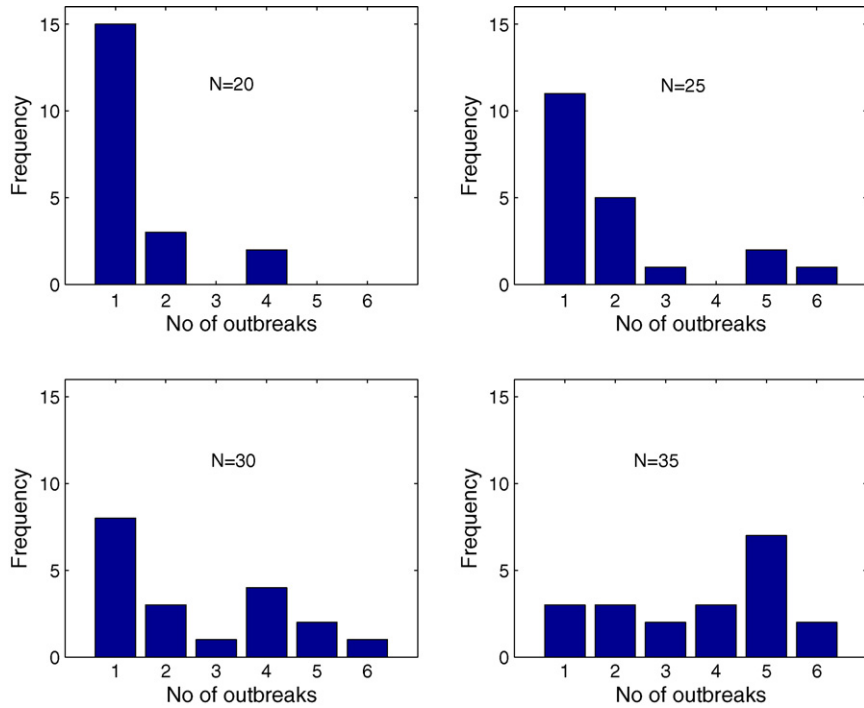 15
10
5
0
Frequency
N=20
1 2 3 4 5 6
No of outbreaks
15
10
5
0
Frequency
N=25
1 2 3 4 5 6
No of outbreaks
15
10
5
0
Frequency
N=30
1 2 3 4 5 6
No of outbreaks
15
10
5
0
Frequency
N=35
1 2 3 4 5 6
No of outbreaks